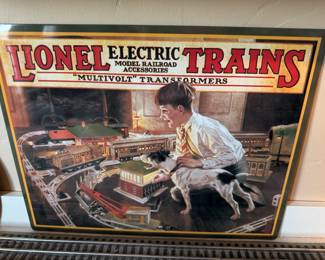 LIONEL ELECTRIC TRAINS
MODEL RAILROAD
ACCESSORIES
"MULTIVOLT" TRANSFORMERS